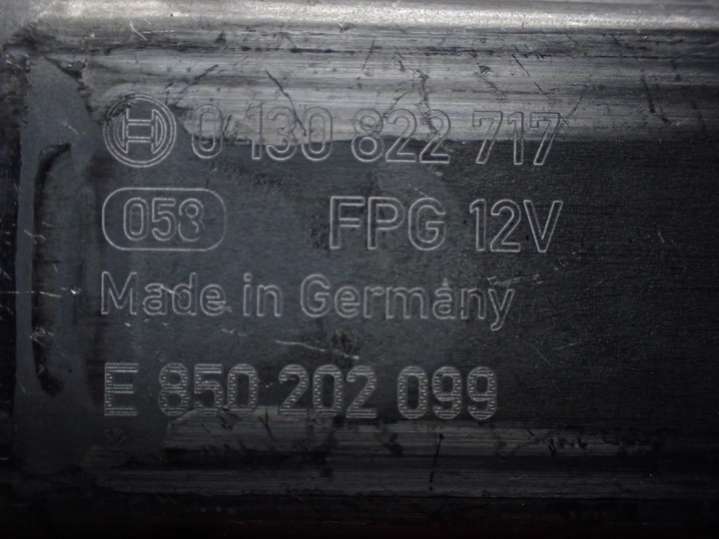 0 130 822 717
058 FPG 12V
Made in Germany
E 850 202 099